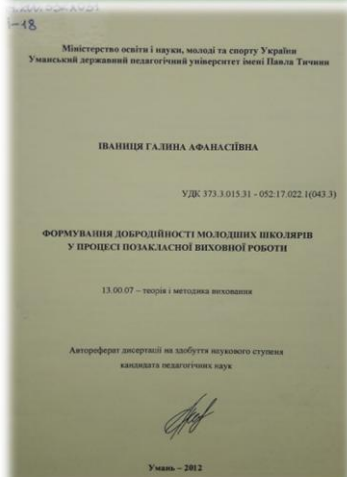 -18
Міністерство освіти і науки, молоді та спорту України
Уманський державний педагогічний університет імені Павла Тичини
ІВАНИЦЯ ГАЛИНА АФАНАСІЇВНА
УДК 373.3.015.31 - 052:17.022.1(043.3)
ФОРМУВАННЯ ДОБРОДІЙНОСТІ МОЛОДШИХ ШКОЛЯРІВ
У ПРОЦЕСІ ПОЗАКЛАСНОЇ ВИХОВНОЇ РОБОТИ
13.00.07 – теорія і методика виховання
Автореферат дисертації на здобуття наукового ступеня
кандидата педагогічних наук
Умань – 2012